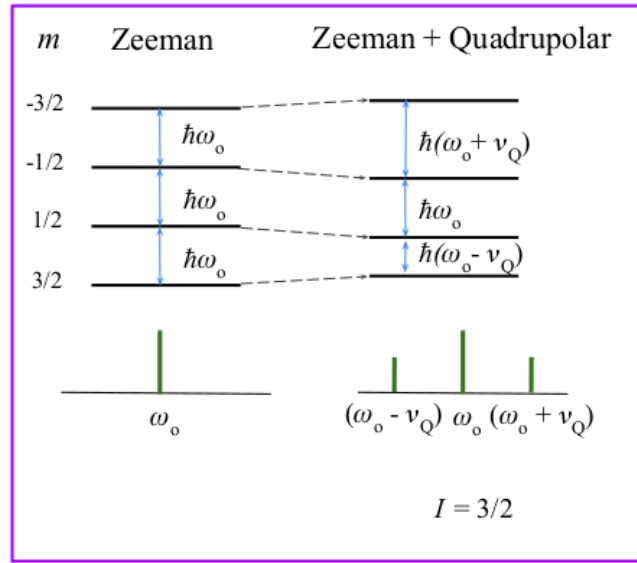 m Zeeman Zeeman + Quadrupolar
-3/2
ħωₒ ħ(ωₒ + νQ)
-1/2
ħωₒ ħωₒ
1/2
ħωₒ ħ(ωₒ - νQ)
3/2
ωₒ (ωₒ - νQ) ωₒ (ωₒ + νQ)
I = 3/2